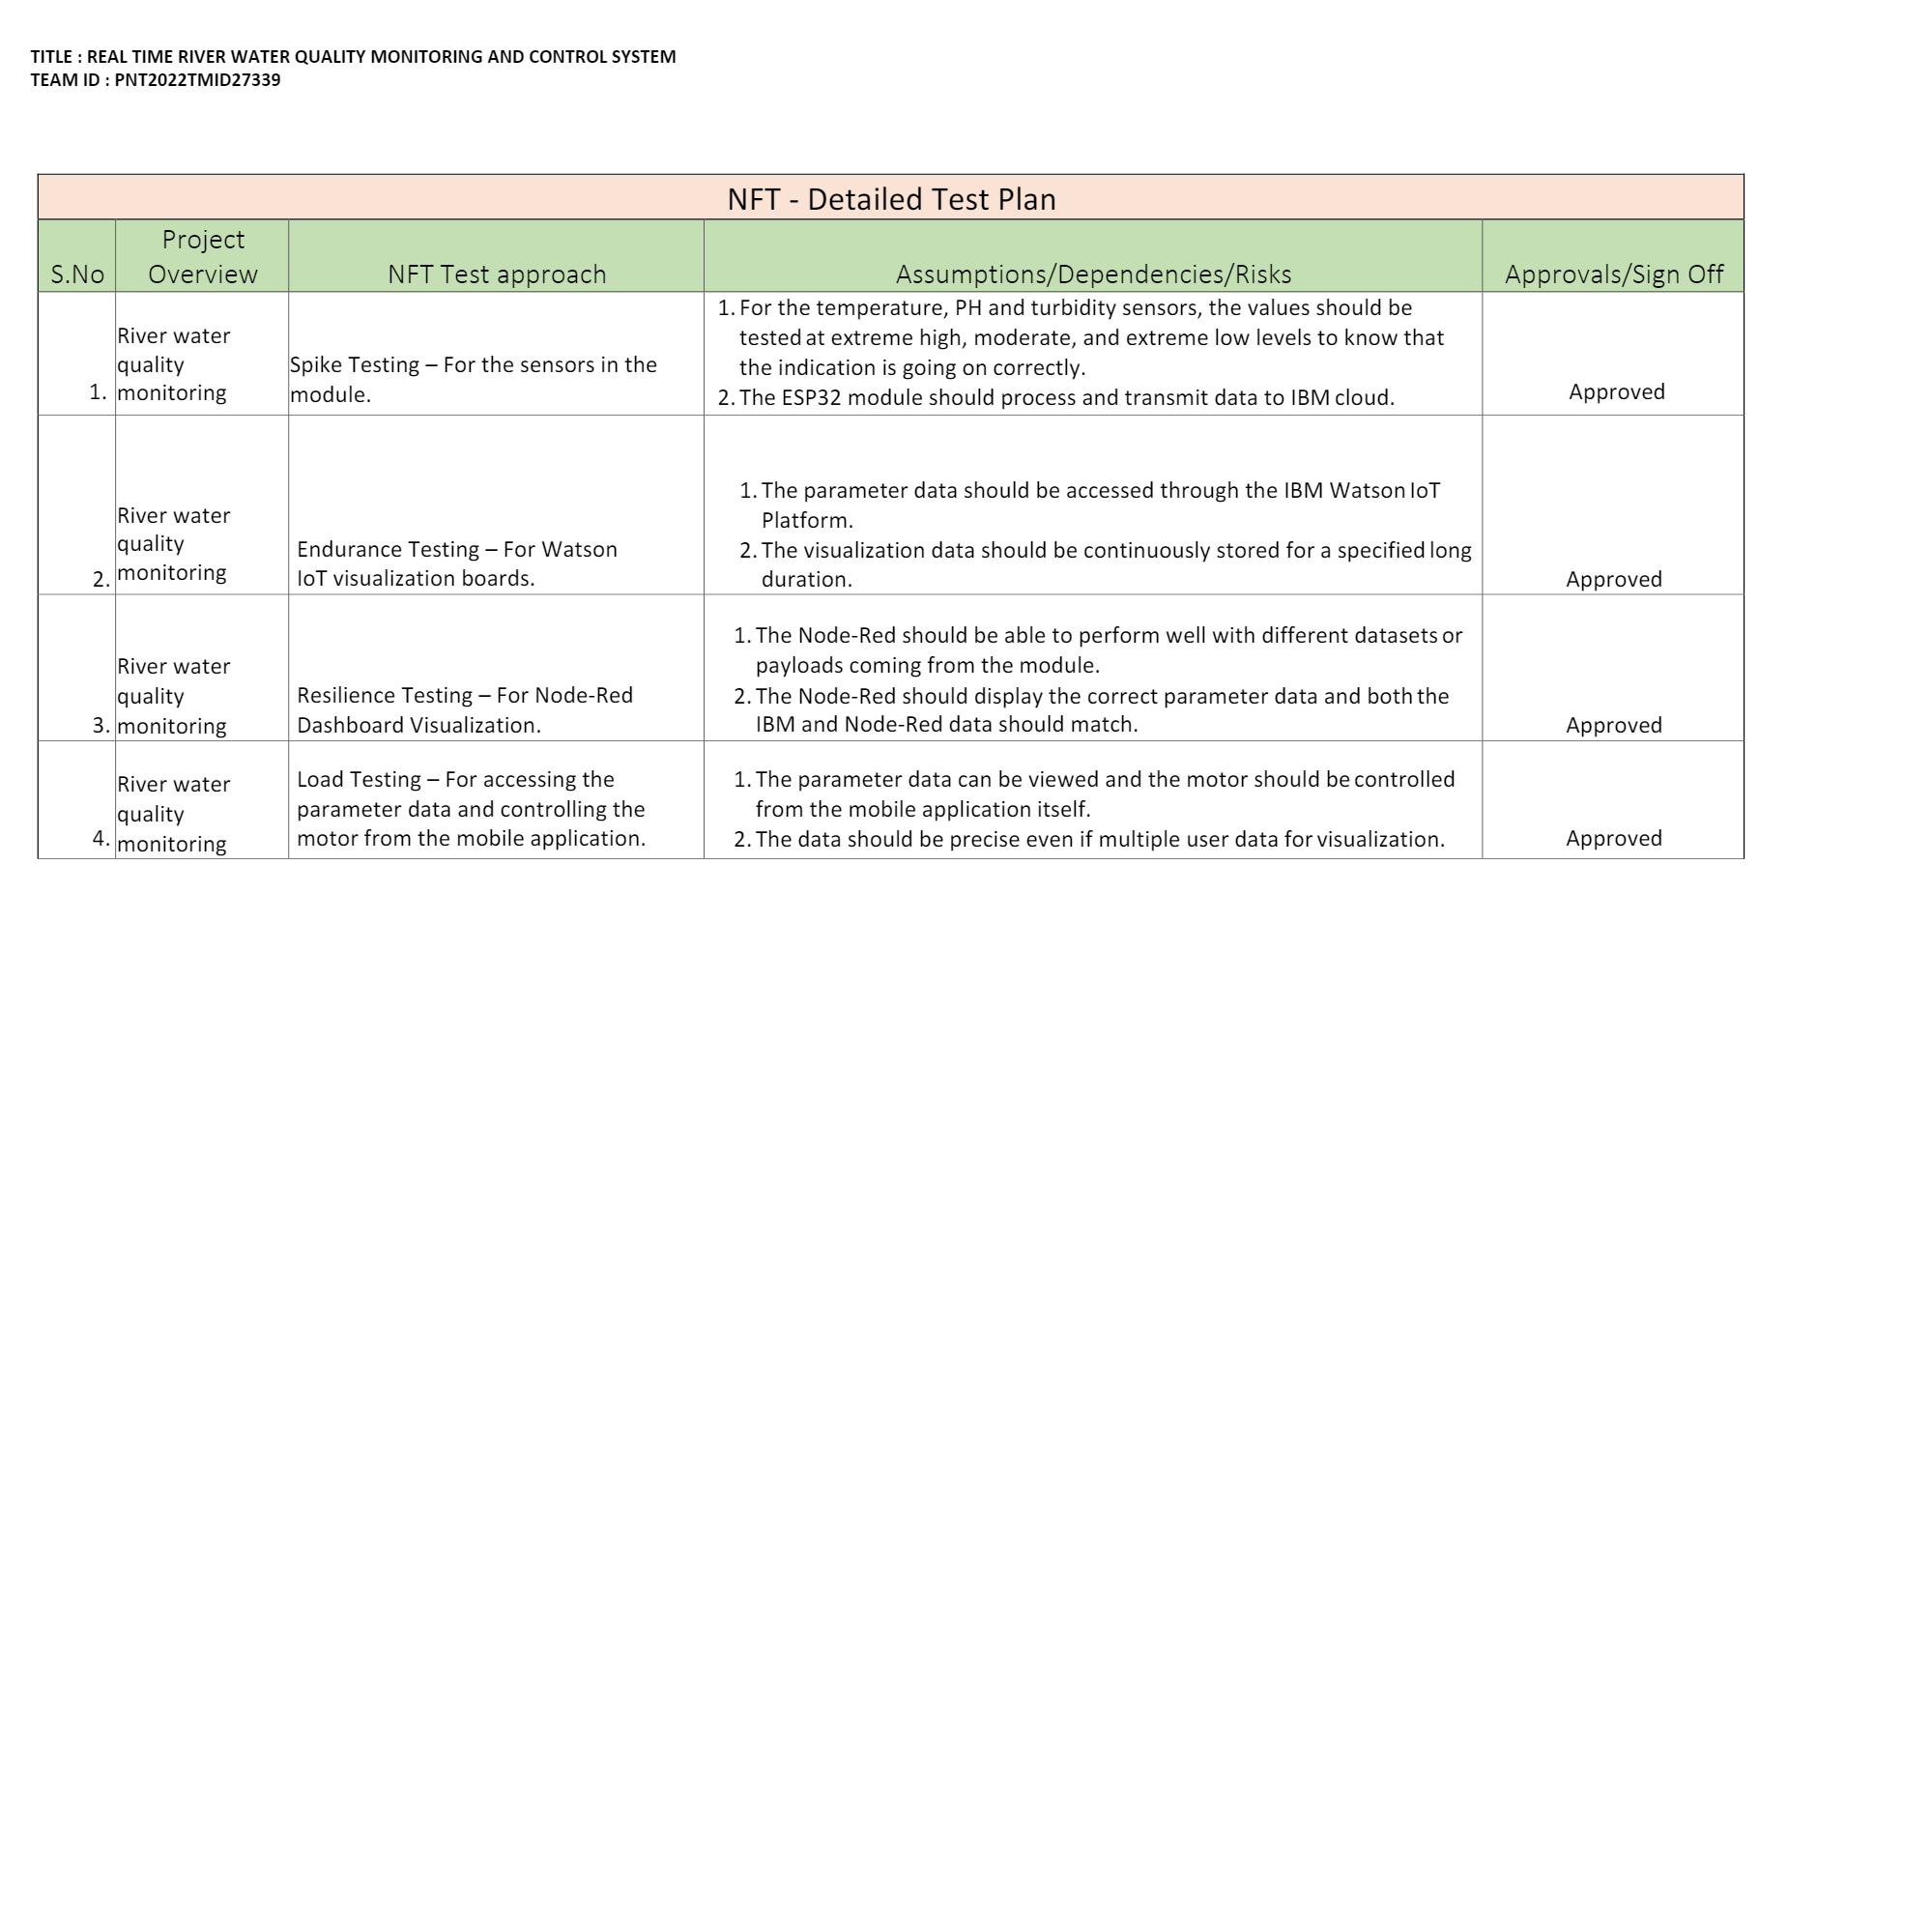 TITLE : REAL TIME RIVER WATER QUALITY MONITORING AND CONTROL SYSTEM
TEAM ID : PNT2022TMID27339
NFT - Detailed Test Plan
S.No
Project
Overview
NFT Test approach
Assumptions/Dependencies/Risks
Approvals/Sign Off
1.
River water
quality
monitoring
Spike Testing – For the sensors in the
module.
1. For the temperature, PH and turbidity sensors, the values should be
tested at extreme high, moderate, and extreme low levels to know that
the indication is going on correctly.
2. The ESP32 module should process and transmit data to IBM cloud.
Approved
2.
River water
quality
monitoring
Endurance Testing – For Watson
IoT visualization boards.
1. The parameter data should be accessed through the IBM Watson IoT
Platform.
2. The visualization data should be continuously stored for a specified long
duration.
Approved
3.
River water
quality
monitoring
Resilience Testing – For Node-Red
Dashboard Visualization.
1. The Node-Red should be able to perform well with different datasets or
payloads coming from the module.
2. The Node-Red should display the correct parameter data and both the
IBM and Node-Red data should match.
Approved
4.
River water
quality
monitoring
Load Testing – For accessing the
parameter data and controlling the
motor from the mobile application.
1. The parameter data can be viewed and the motor should be controlled
from the mobile application itself.
2. The data should be precise even if multiple user data for visualization.
Approved